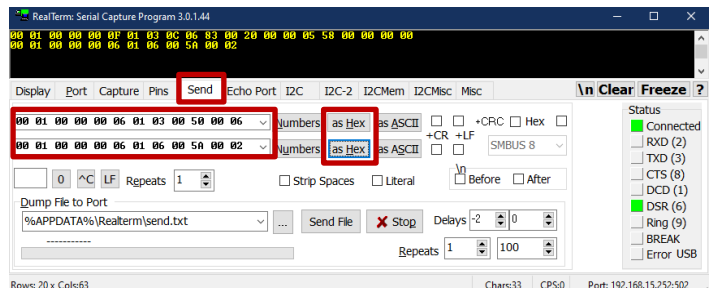 RealTerm: Serial Capture Program 3.0.1.44
00 01 00 00 00 0F 01 03 0C 06 83 00 20 00 00 05 58 00 00 00 00
00 01 00 00 00 06 01 06 00 5A 00 02
Display Port Capture Pins Send Echo Port I2C I2C-2 I2CMem I2CMisc Misc \n Clear Freeze ?
00 01 00 00 00 06 01 03 00 50 00 06 Numbers as Hex as ASCII +CRC Hex
+CR +LF
00 01 00 00 00 06 01 06 00 5A 00 02 Numbers as Hex as ASCII SMBUS 8
0 ^C LF Repeats 1 Strip Spaces Literal \n Before After
Dump File to Port
%APPDATA%\Realterm\send.txt ... Send File Stop Delays -2 0
Repeats 1 100
Status
Connected
RXD (2)
TXD (3)
CTS (8)
DCD (1)
DSR (6)
Ring (9)
BREAK
Error USB
Rows: 20 x Cols:63 Chars:33 CPS:0 Port: 192.168.15.252:502